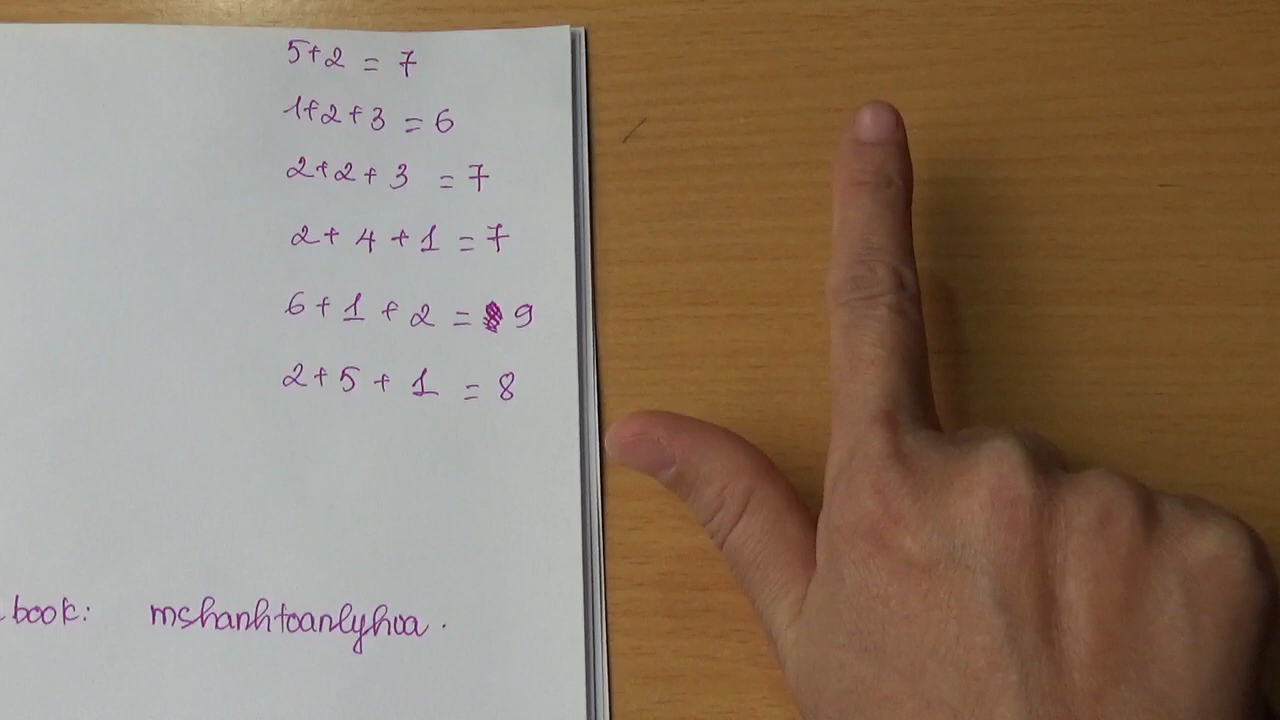 5+2 = 7
1+2+3 = 6
2+2+3 = 7
2+4+1 = 7
6+1+2 = 9
2+5+1 = 8
book: mshanhtoanlyhoa.